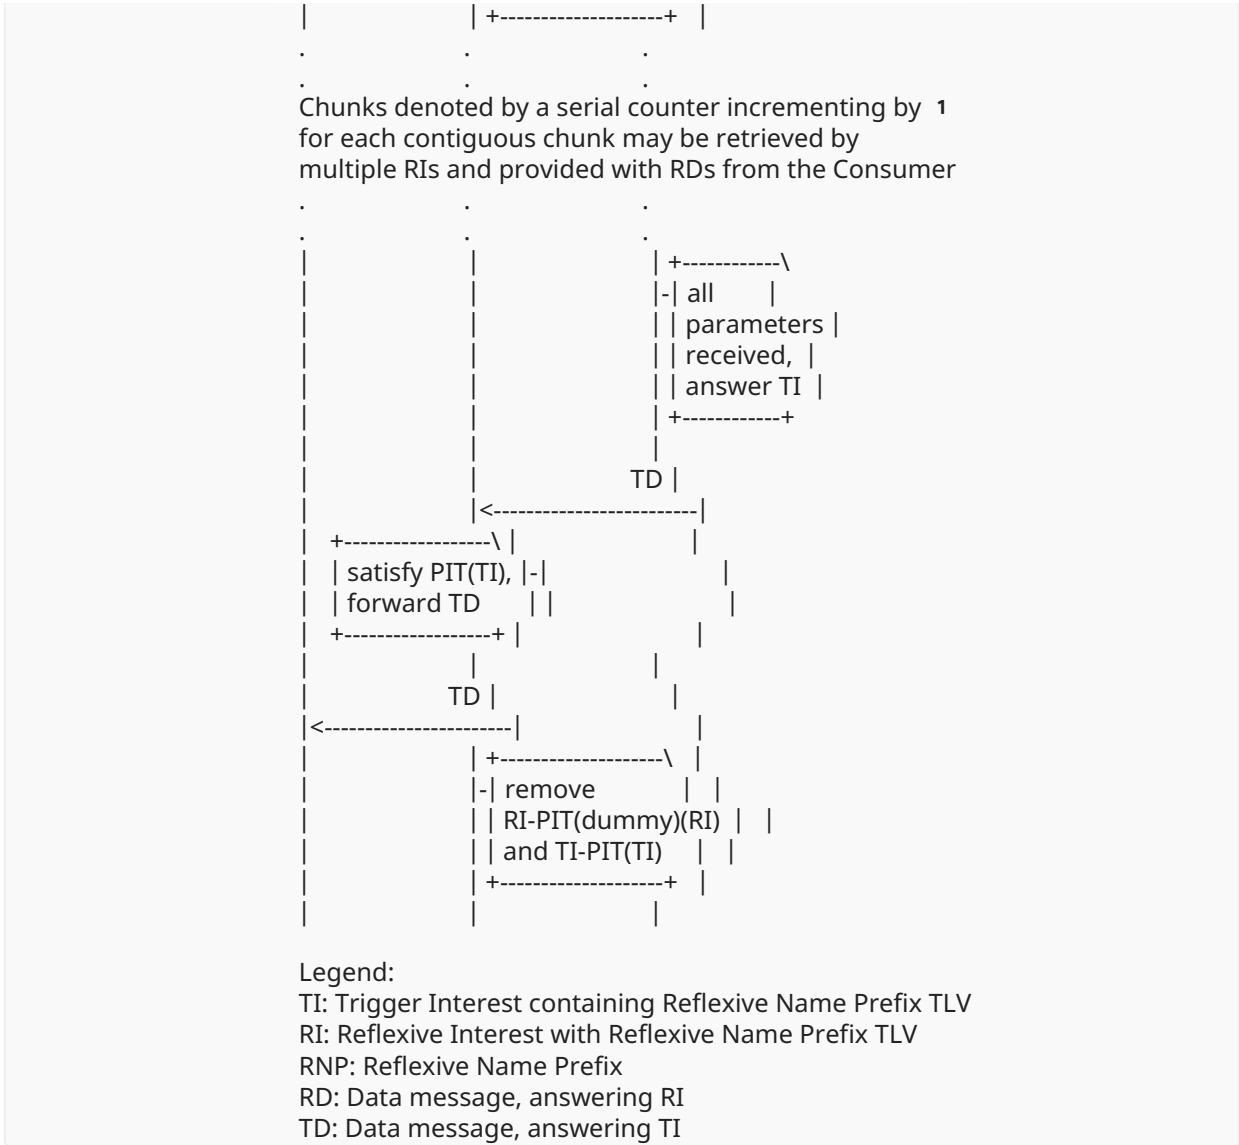 |                    | +--------------------+   |
.                    .                     .
.                    .                     .
Chunks denoted by a serial counter incrementing by 1
for each contiguous chunk may be retrieved by
multiple RIs and provided with RDs from the Consumer
.                    .                     .
.                    .                     .
|                    |                      | +------------\
|                    |                      |-| all       |
|                    |                      | | parameters |
|                    |                      | | received,  |
|                    |                      | | answer TI  |
|                    |                      | +------------+
|                    |                      |
|                    |                   TD |
|                    |<-------------------------|
|   +------------------\ |                      |
|   | satisfy PIT(TI), |-|                      |
|   | forward TD      | |                      |
|   +------------------+ |                      |
|                    |                      |
|                 TD |                      |
|<-----------------------|                      |
|                    | +--------------------\   |
|                    |-| remove           |   |
|                    | | RI-PIT(dummy)(RI)  |   |
|                    | | and TI-PIT(TI)     |   |
|                    | +--------------------+   |
|                    |                      |
Legend:
TI: Trigger Interest containing Reflexive Name Prefix TLV
RI: Reflexive Interest with Reflexive Name Prefix TLV
RNP: Reflexive Name Prefix
RD: Data message, answering RI
TD: Data message, answering TI